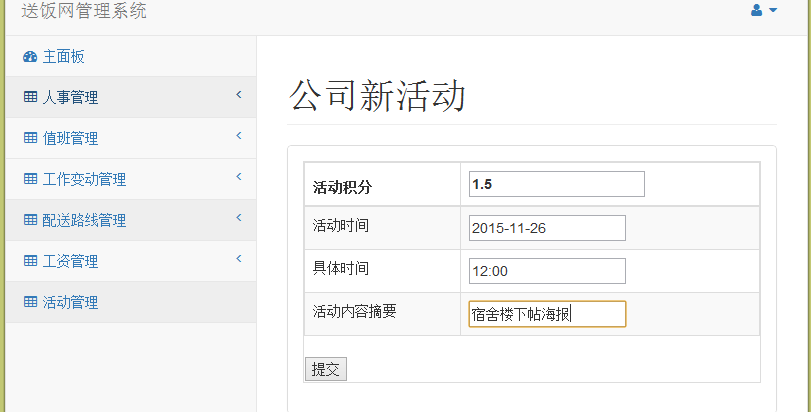 送饭网管理系统
主面板
人事管理
值班管理
工作变动管理
配送路线管理
工资管理
活动管理
公司新活动
活动积分 1.5
活动时间 2015-11-26
具体时间 12:00
活动内容摘要 宿舍楼下帖海报
提交